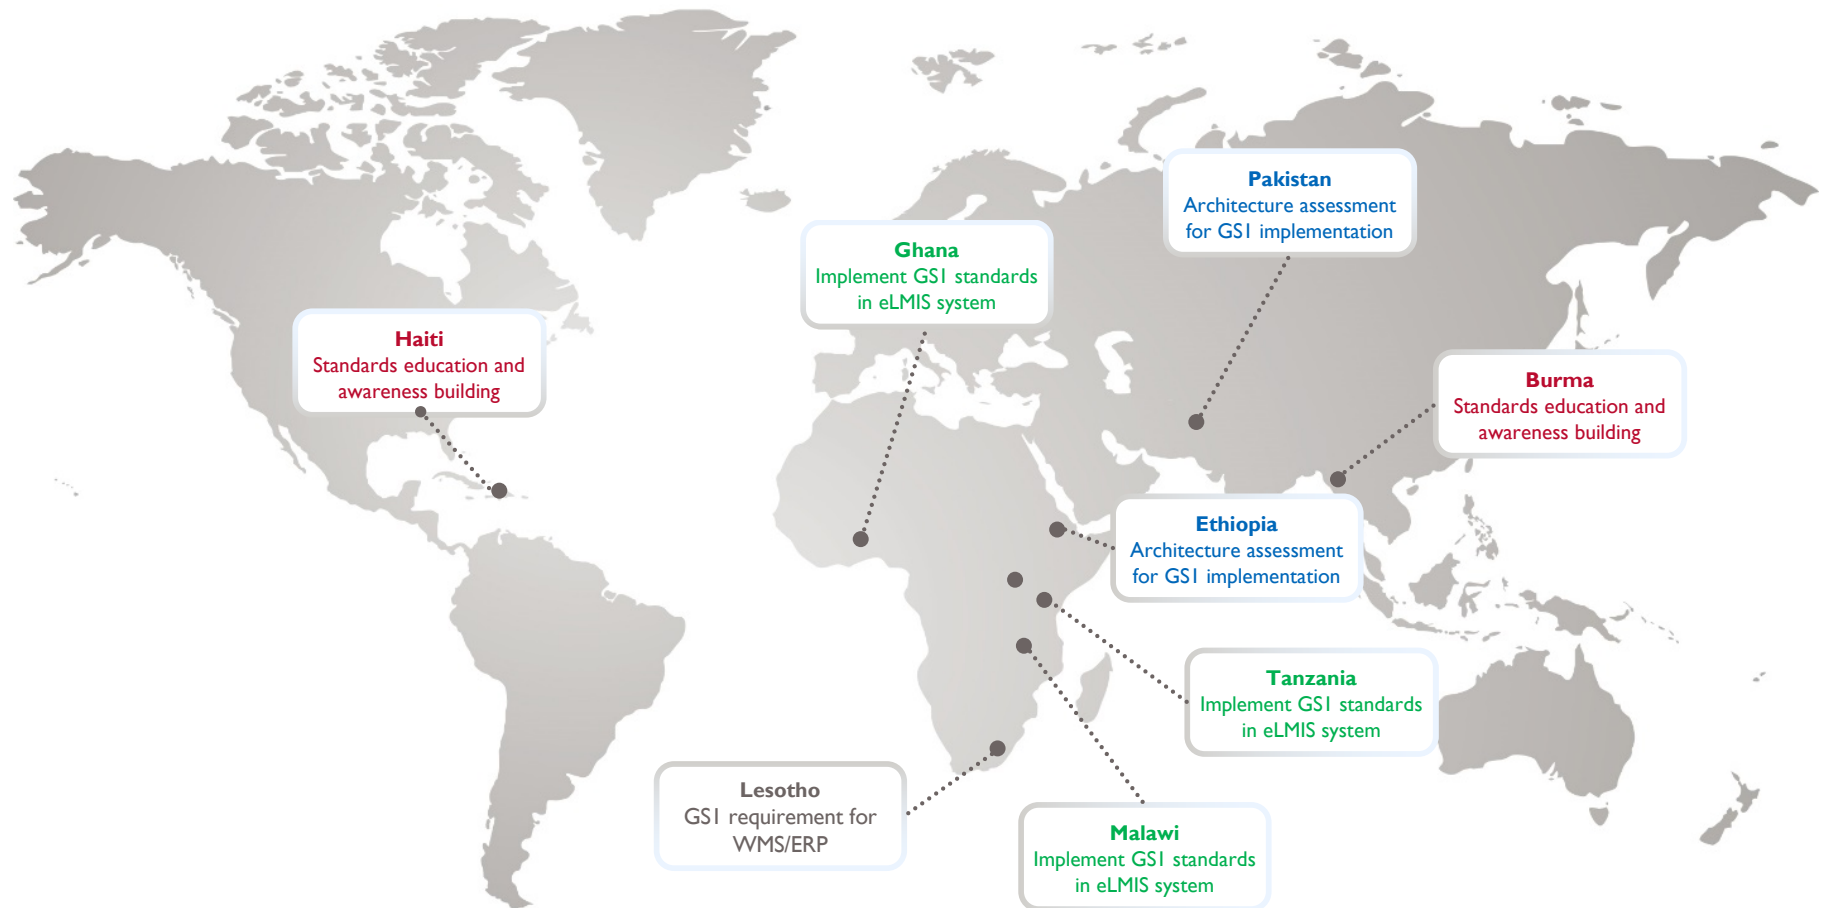 Pakistan
Architecture assessment
for GS1 implementation
Ghana
Implement GS1 standards
in eLMIS system
Haiti
Standards education and
awareness building
Burma
Standards education and
awareness building
Ethiopia
Architecture assessment
for GS1 implementation
Tanzania
Implement GS1 standards
in eLMIS system
Lesotho
GS1 requirement for
WMS/ERP
Malawi
Implement GS1 standards
in eLMIS system